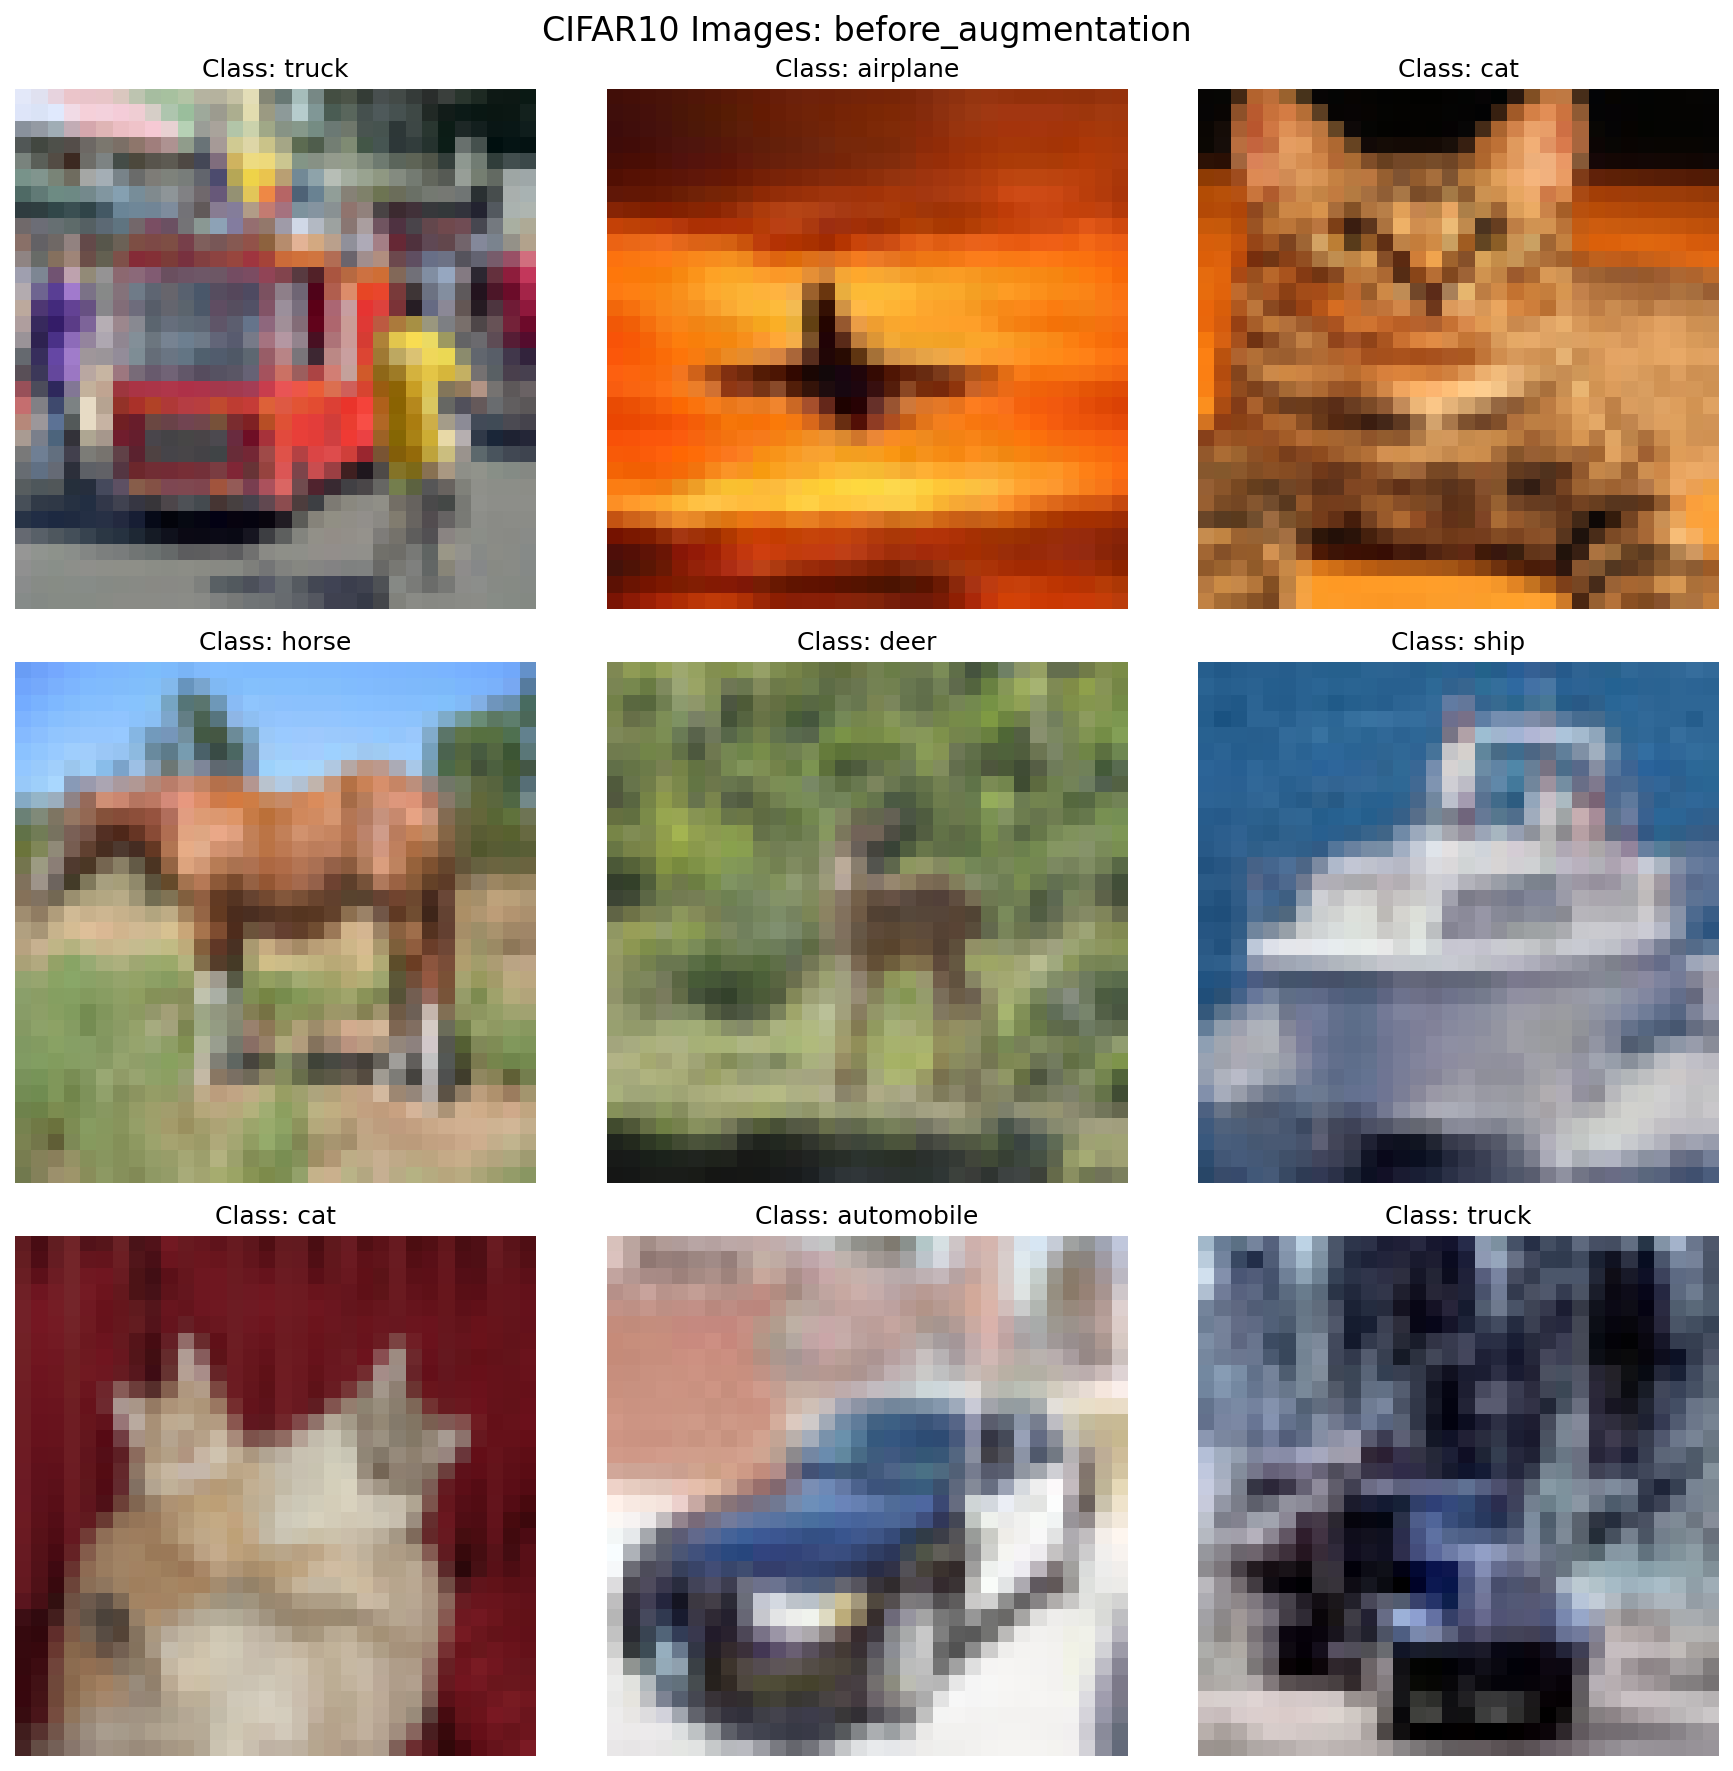 CIFAR10 Images: before_augmentation
Class: truck
Class: airplane
Class: cat
Class: horse
Class: deer
Class: ship
Class: cat
Class: automobile
Class: truck